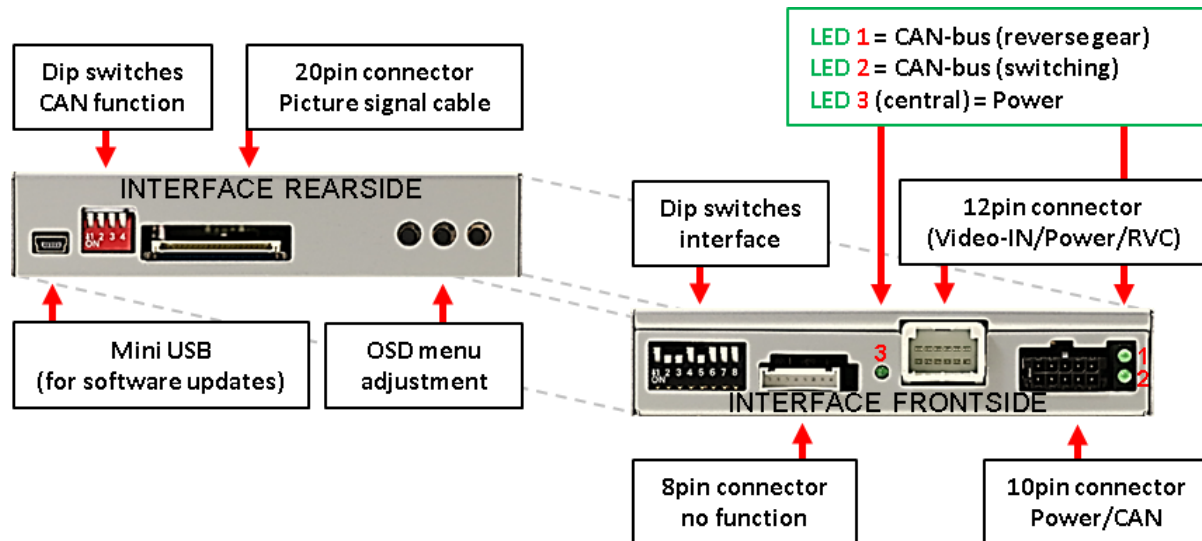 LED 1 = CAN-bus (reverse gear)
LED 2 = CAN-bus (switching)
LED 3 (central) = Power
Dip switches
CAN function
20pin connector
Picture signal cable
INTERFACE REARSIDE
1 2 3 4
ON
Dip switches
interface
12pin connector
(Video-IN/Power/RVC)
Mini USB
(for software updates)
OSD menu
adjustment
3
1
2
1 2 3 4 5 6 7 8
ON
INTERFACE FRONTSIDE
8pin connector
no function
10pin connector
Power/CAN